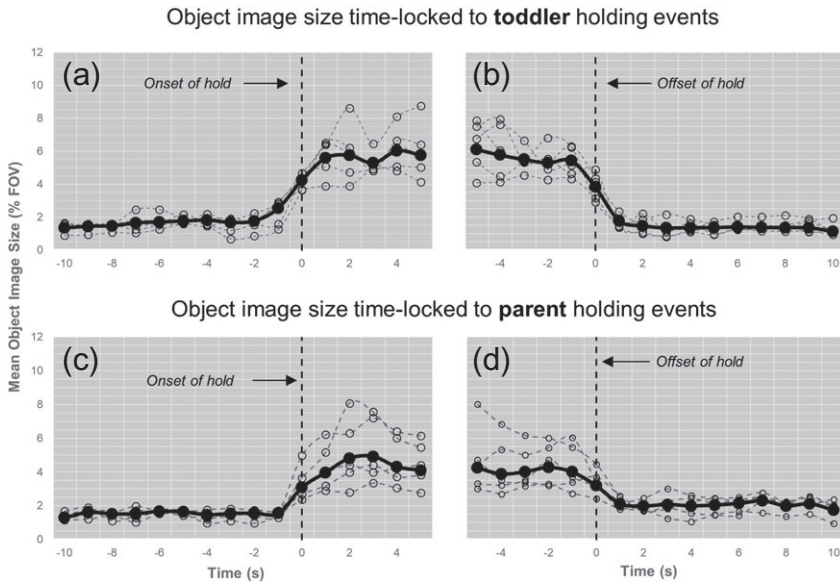 Object image size time-locked to toddler holding events
(a)
Onset of hold
(b)
Offset of hold
12
10
8
6
4
2
0
-10 -8 -6 -4 -2 0 2 4
-4 -2 0 2 4 6 8 10
Mean Object Image Size (% FOV)
Object image size time-locked to parent holding events
(c)
Onset of hold
(d)
Offset of hold
12
10
8
6
4
2
0
-10 -8 -6 -4 -2 0 2 4
-4 -2 0 2 4 6 8 10
Time (s)
Time (s)